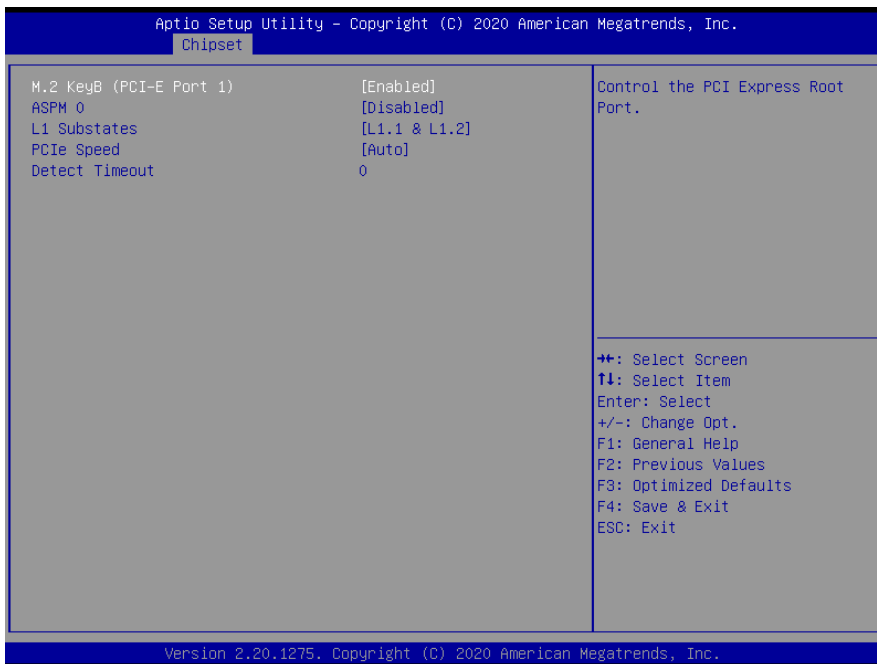 Aptio Setup Utility – Copyright (C) 2020 American Megatrends, Inc.
Chipset
M.2 KeyB (PCI-E Port 1) [Enabled]
ASPM 0 [Disabled]
L1 Substates [L1.1 & L1.2]
PCIe Speed [Auto]
Detect Timeout 0
Control the PCI Express Root
Port.
→←: Select Screen
↑↓: Select Item
Enter: Select
+/-: Change Opt.
F1: General Help
F2: Previous Values
F3: Optimized Defaults
F4: Save & Exit
ESC: Exit
Version 2.20.1275. Copyright (C) 2020 American Megatrends, Inc.